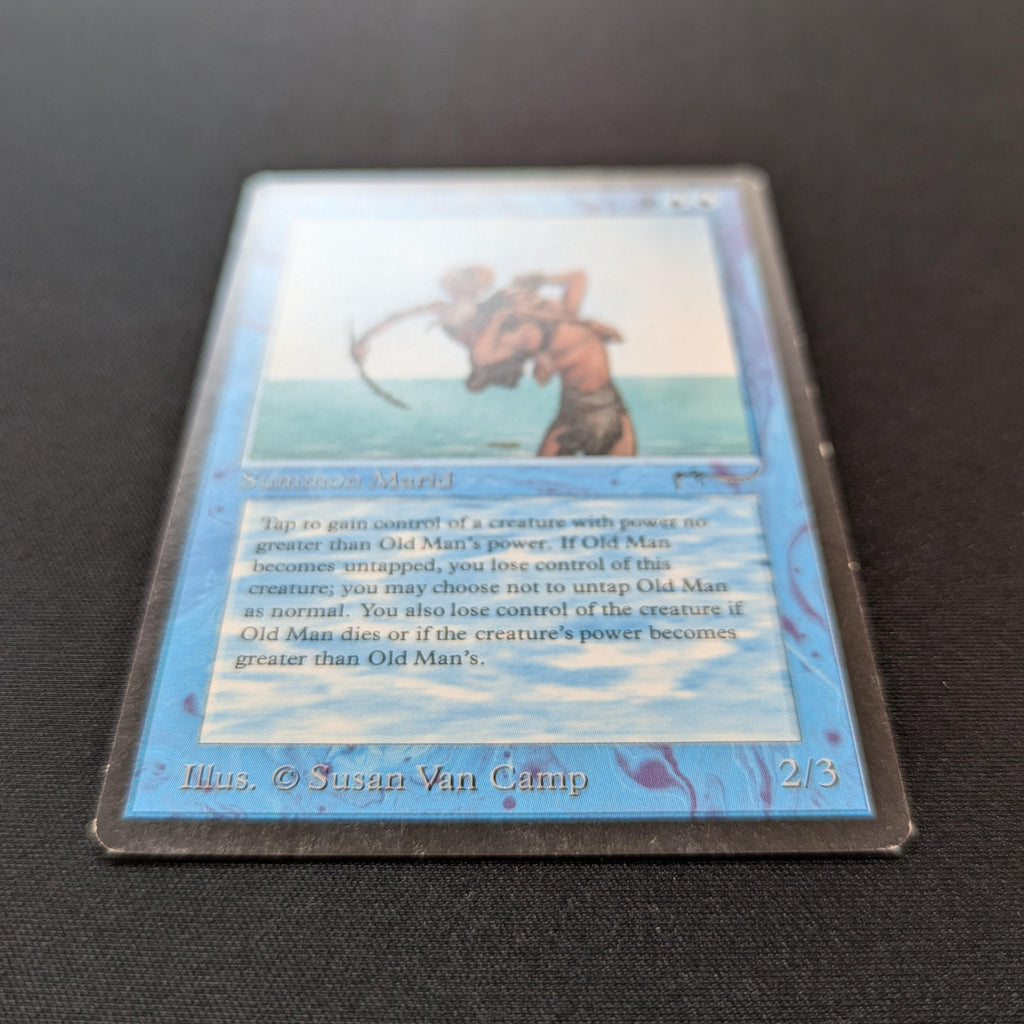 Summon Marid
Tap to gain control of a creature with power no
greater than Old Man's power. If Old Man
becomes untapped, you lose control of this
creature; you may choose not to untap Old Man
as normal. You also lose control of the creature if
Old Man dies or if the creature's power becomes
greater than Old Man's.
Illus. © Susan Van Camp
2/3